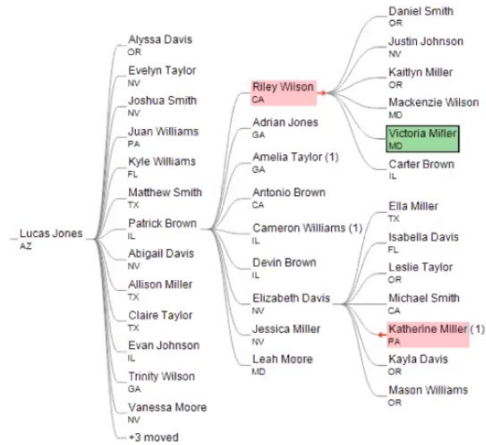 Lucas Jones
AZ
Alyssa Davis
OR
Evelyn Taylor
NV
Joshua Smith
NV
Juan Williams
PA
Kyle Williams
FL
Matthew Smith
TX
Patrick Brown
IL
Abigail Davis
NV
Allison Miller
TX
Claire Taylor
TX
Evan Johnson
IL
Trinity Wilson
GA
Vanessa Moore
NV
+3 moved
Riley Wilson
CA
Adrian Jones
GA
Amelia Taylor (1)
GA
Antonio Brown
CA
Cameron Williams (1)
IL
Devin Brown
IL
Elizabeth Davis
NV
Jessica Miller
NV
Leah Moore
MD
Daniel Smith
OR
Justin Johnson
NV
Kaitlyn Miller
OR
Mackenzie Wilson
MD
Victoria Miller
MD
Carter Brown
IL
Ella Miller
TX
Isabella Davis
FL
Leslie Taylor
OR
Michael Smith
CA
Katherine Miller (1)
PA
Kayla Davis
OR
Mason Williams
OR